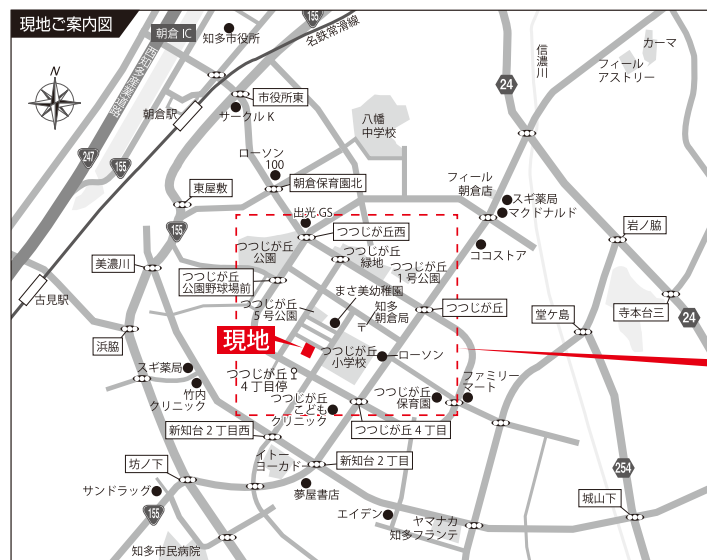 現地ご案内図
155
朝倉IC
知多市役所
名鉄常滑線
西知多産業道路
N
朝倉駅
市役所東
サークルK
八幡
中学校
信濃川
カーマ
フィール
アストリー
24
247
155
ローソン
100
東屋敷
朝倉保育園北
フィール
朝倉店
スギ薬局
マクドナルド
155
出光.GS
つつじが丘西
岩ノ脇
つつじが丘
公園
つつじが丘
緑地
つつじが丘
1号公園
ココストア
美濃川
つつじが丘
公園野球場前
まさ美幼稚園
古見駅
つつじが丘
5号公園
知多
朝倉局
〒
つつじが丘
堂ケ島
寺本台三
24
浜脇
現地
つつじが丘
小学校
ローソン
スギ薬局
竹内
クリニック
つつじが丘
4丁目停
つつじが丘
こども
クリニック
つつじが丘
保育園
ファミリー
マート
新知台2丁目西
つつじが丘4丁目
坊ノ下
イトー
ヨーカドー
新知台2丁目
254
サンドラッグ
夢屋書店
城山下
155
エイデン
ヤマナカ
知多フランテ
知多市民病院